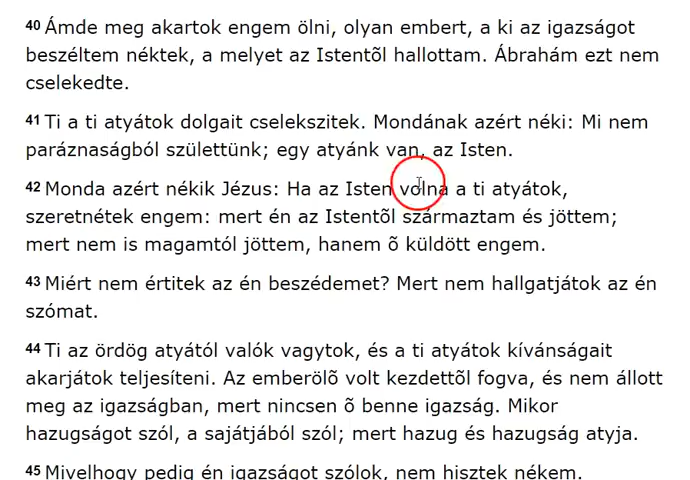 40 Ámde meg akartok engem ölni, olyan embert, a ki az igazságot
beszéltem néktek, a melyet az Istentõl hallottam. Ábrahám ezt nem
cselekedte.
41 Ti a ti atyátok dolgait cselekszitek. Mondának azért néki: Mi nem
paráznaságból születtünk; egy atyánk van, az Isten.
42 Monda azért nékik Jézus: Ha az Isten volna a ti atyátok,
szeretnétek engem: mert én az Istentõl származtam és jöttem;
mert nem is magamtól jöttem, hanem õ küldött engem.
43 Miért nem értitek az én beszédemet? Mert nem hallgatjátok az én
szómat.
44 Ti az ördög atyától valók vagytok, és a ti atyátok kívánságait
akarjátok teljesíteni. Az emberölõ volt kezdettõl fogva, és nem állott
meg az igazságban, mert nincsen õ benne igazság. Mikor
hazugságot szól, a sajátjából szól; mert hazug és hazugság atyja.
45 Mivelhogy pedig én igazságot szólok, nem hisztek nékem.